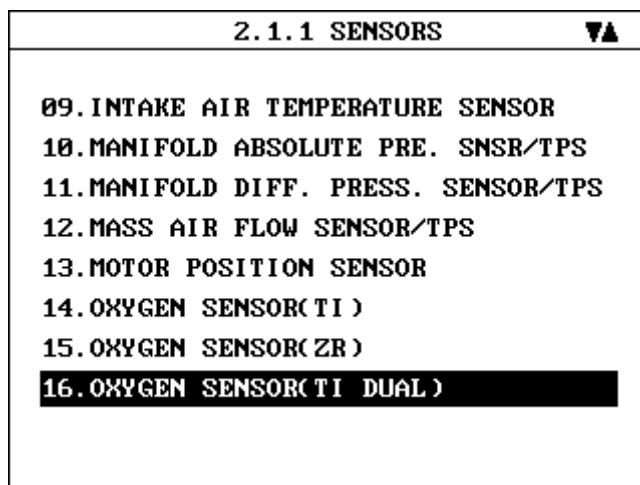 2.1.1 SENSORS ▼▲
09.INTAKE AIR TEMPERATURE SENSOR
10.MANIFOLD ABSOLUTE PRE. SNSR/TPS
11.MANIFOLD DIFF. PRESS. SENSOR/TPS
12.MASS AIR FLOW SENSOR/TPS
13.MOTOR POSITION SENSOR
14.OXYGEN SENSOR(TI)
15.OXYGEN SENSOR(ZR)
16.OXYGEN SENSOR(TI DUAL)